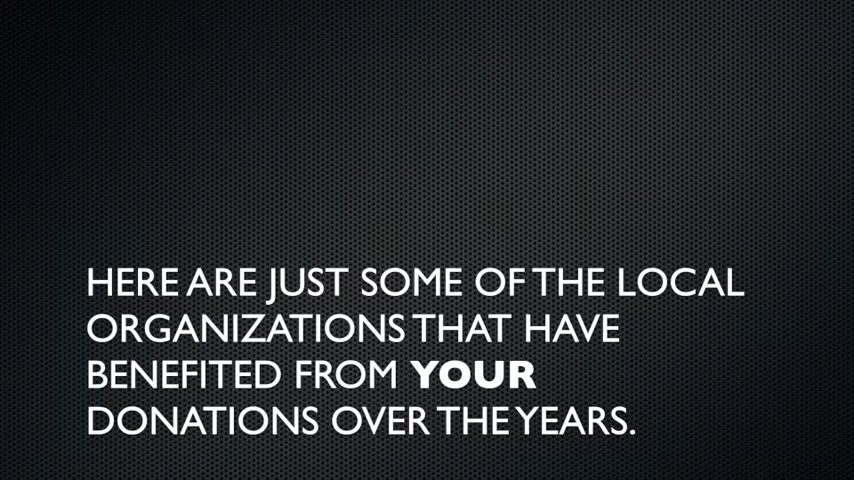 HERE ARE JUST SOME OF THE LOCAL
ORGANIZATIONS THAT HAVE
BENEFITED FROM YOUR
DONATIONS OVER THE YEARS.